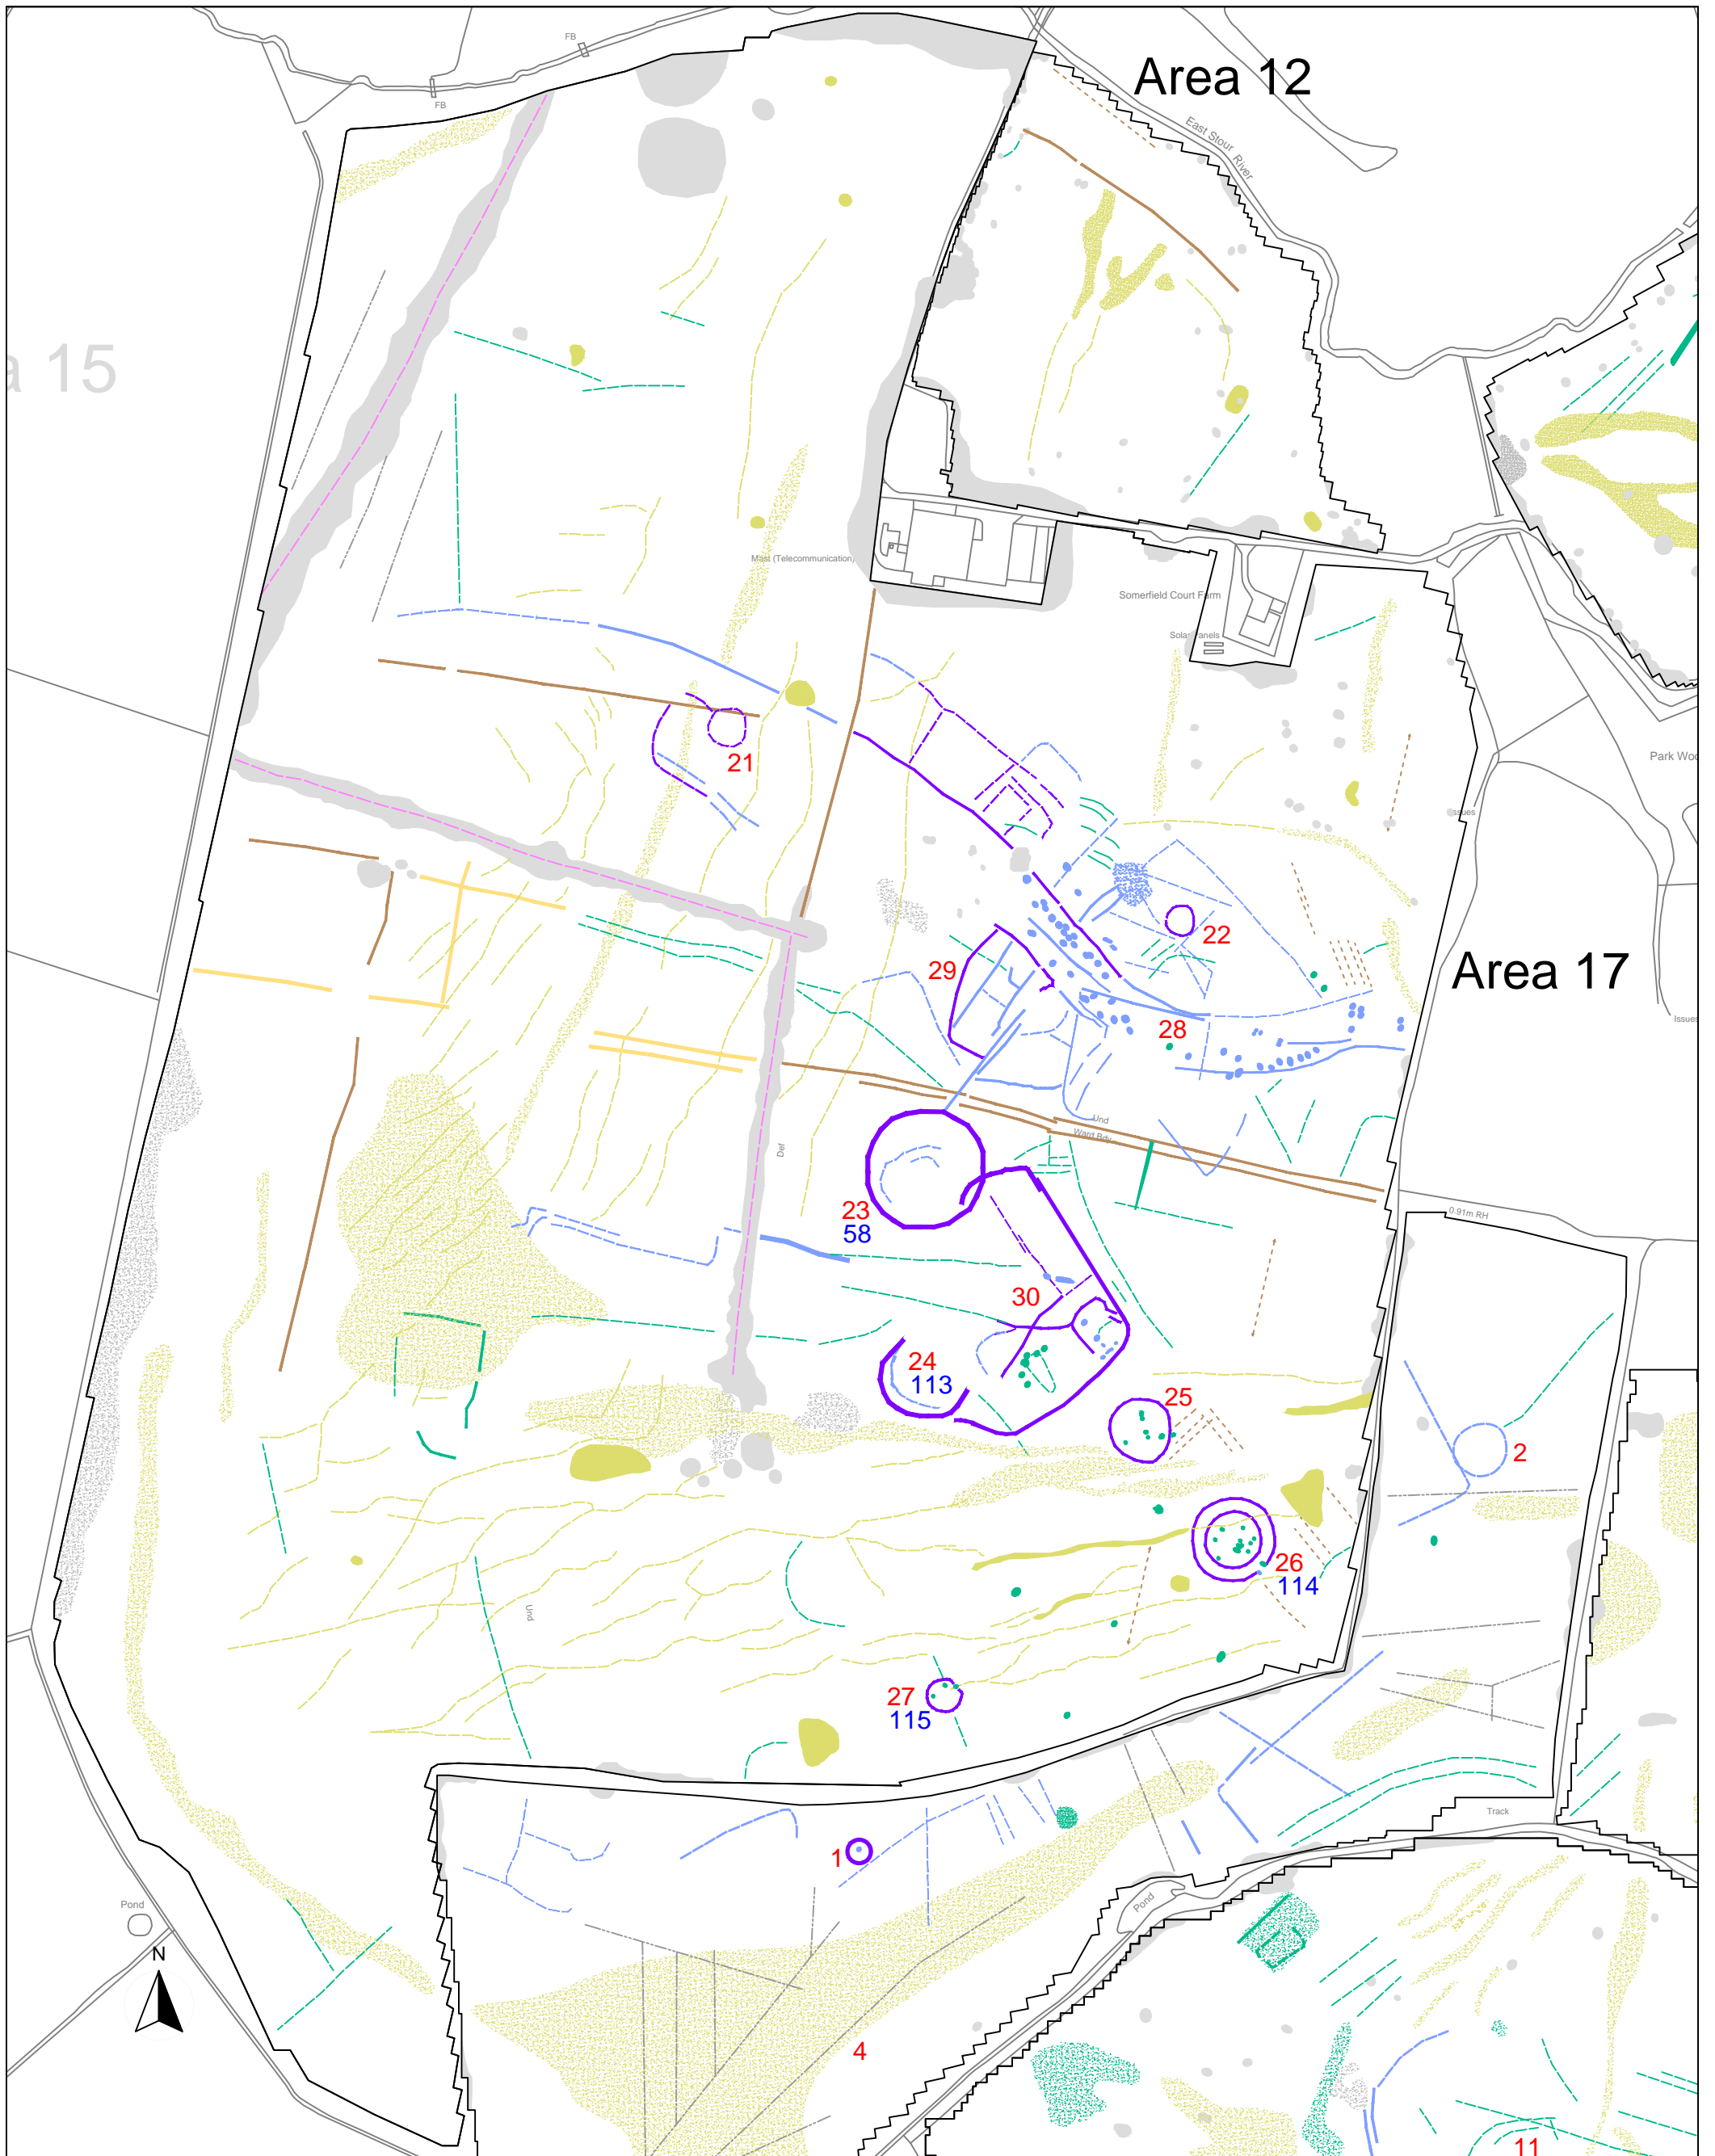 FB
Area 12
FB
East Stour River
a 15
Mast (Telecommunication)
Somerfield Court Farm
Solar Panels
21
Park Woo
Issues
22
29
Area 17
Issues
28
Und
Ward Bdy
Def
23
58
0.91m RH
30
24
113
25
2
26
114
Und
27
115
Track
1
Pond
Pond
N
4
11